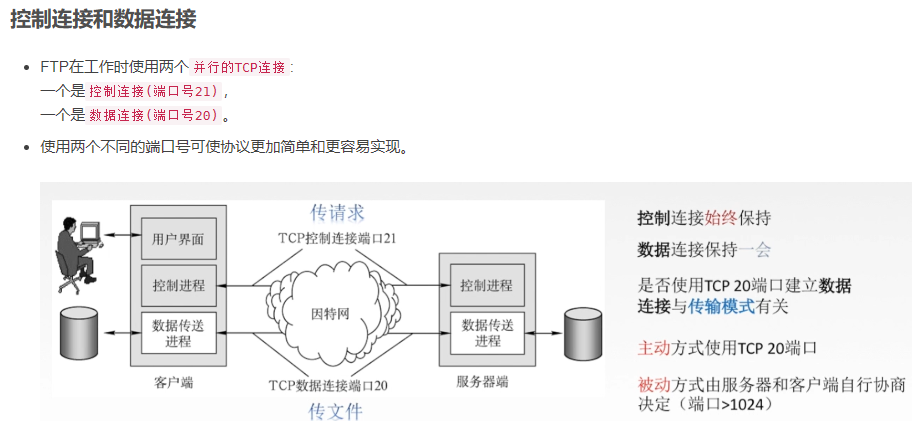 控制连接和数据连接
FTP在工作时使用两个并行的TCP连接:
一个是控制连接(端口号21)，
一个是数据连接(端口号20)。
使用两个不同的端口号可使协议更加简单和更容易实现。
传请求
TCP控制连接端口21
用户界面
控制进程
数据传送
进程
客户端
因特网
控制进程
数据传送
进程
服务器端
TCP数据连接端口20
传文件
控制连接始终保持
数据连接保持一会
是否使用TCP 20端口建立数据
连接与传输模式有关
主动方式使用TCP 20端口
被动方式由服务器和客户端自行协商
决定（端口>1024）